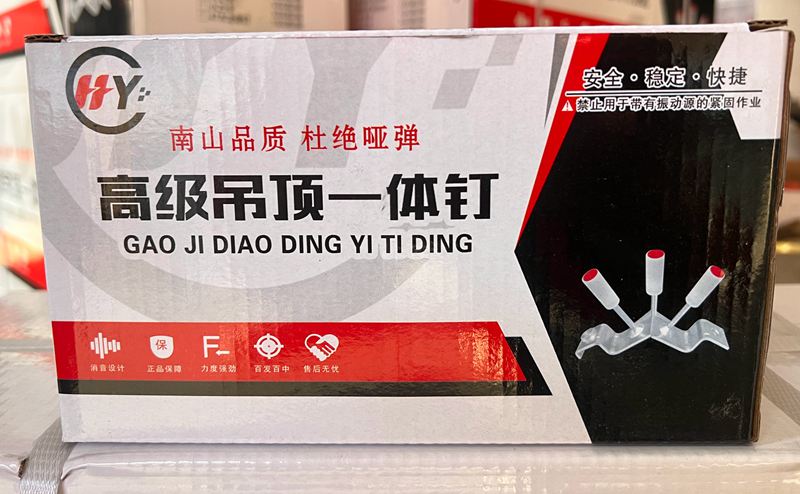 HY
安全·稳定·快捷
禁止用于带有振动源的紧固作业
南山品质 杜绝哑弹
高级吊顶一体钉
GAO JI DIAO DING YI TI DING
保
F
消音设计 正品保障 力度强劲 百发百中 售后无忧